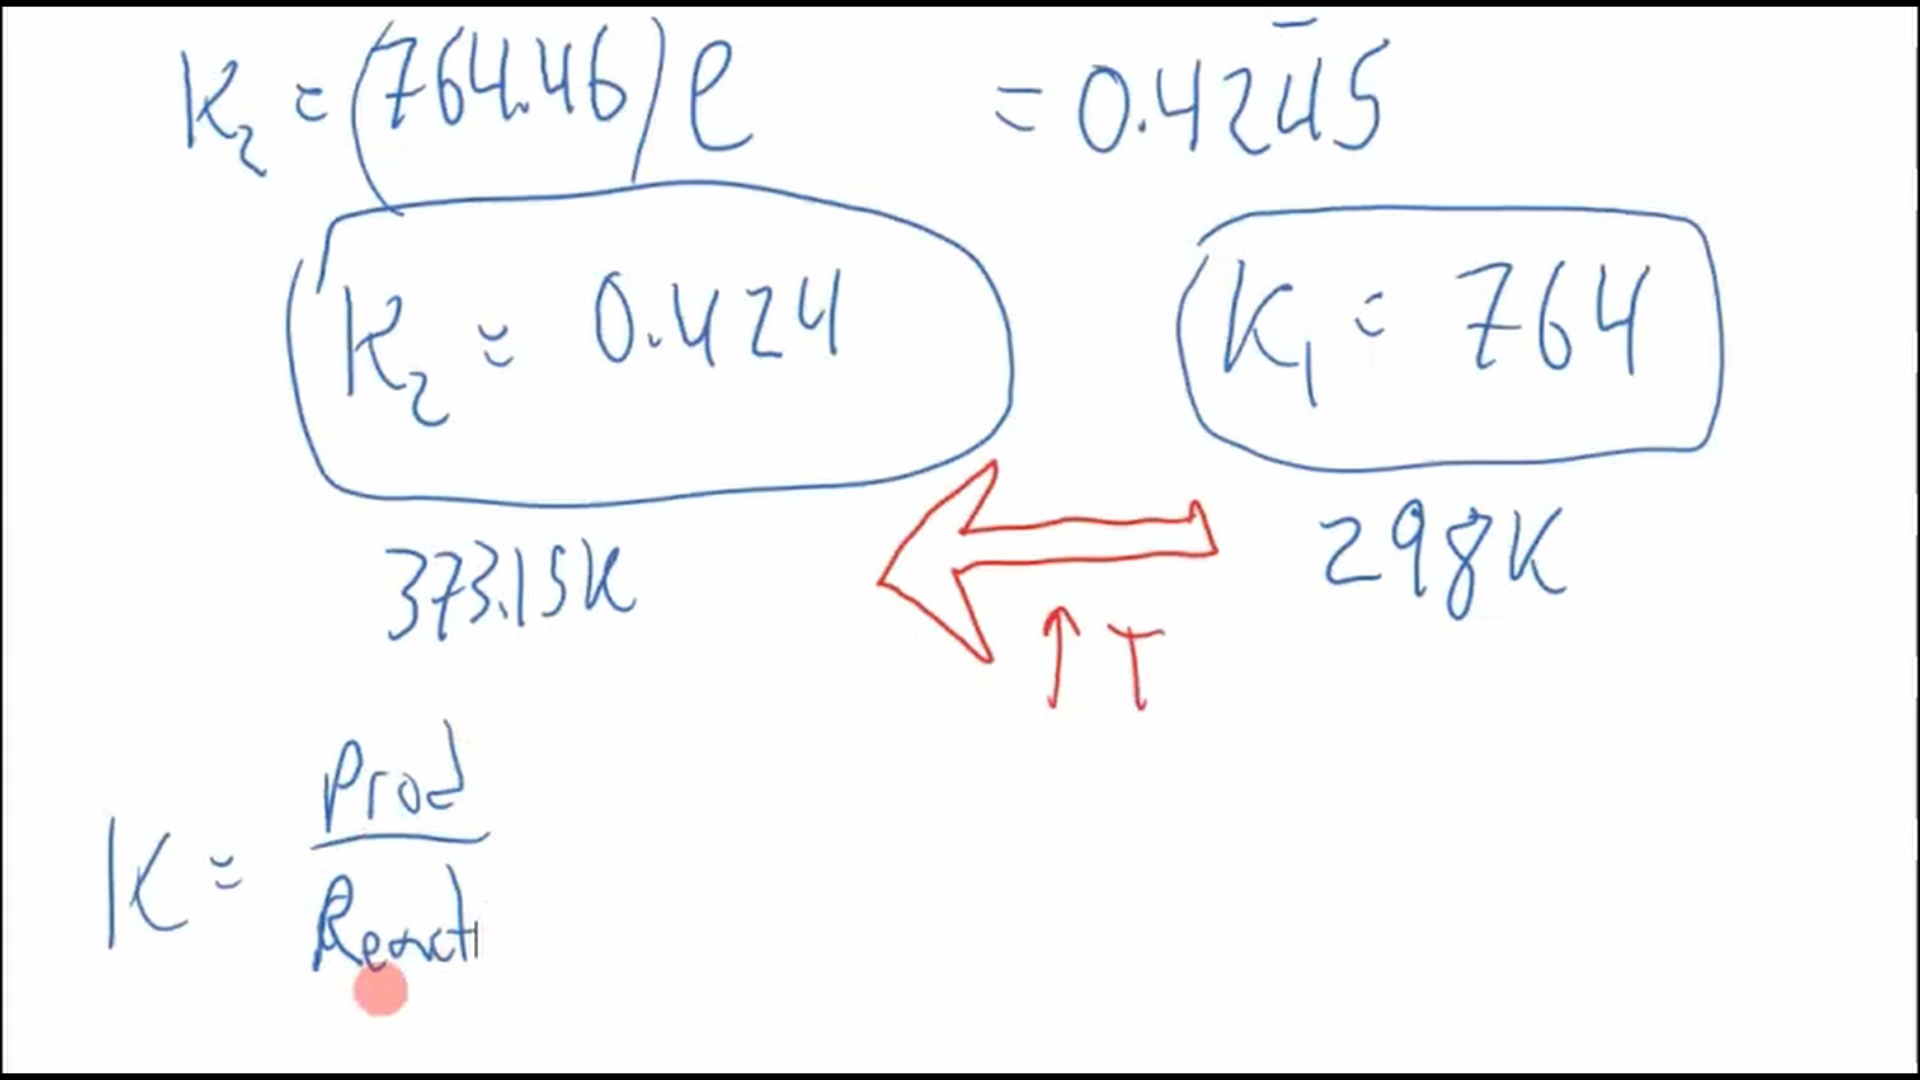 K₂ = (764.46) e = 0.4245
K₂ = 0.424 K₁ = 764
373.15K 298K
↑ T
K = Prod
React